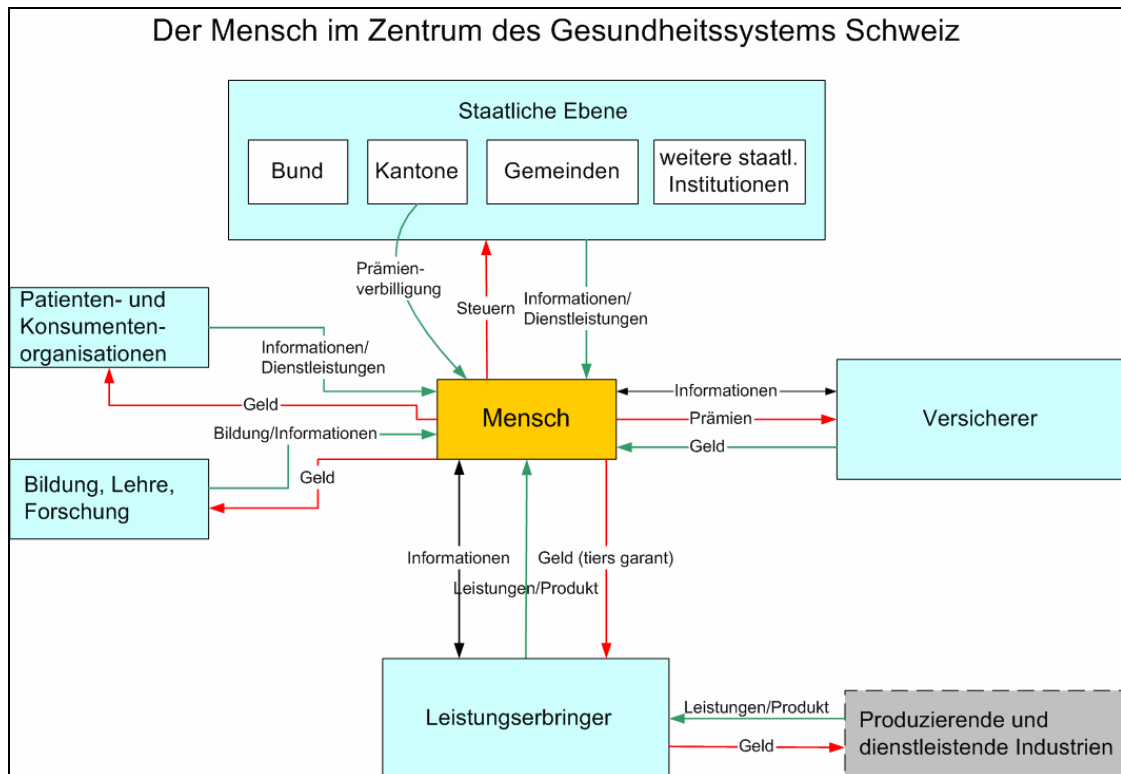 Der Mensch im Zentrum des Gesundheitssystems Schweiz
Staatliche Ebene
Bund
Kantone
Gemeinden
weitere staatl.
Institutionen
Prämien-
verbilligung
Steuern
Informationen/
Dienstleistungen
Patienten- und
Konsumenten-
organisationen
Informationen/
Dienstleistungen
Geld
Bildung/Informationen
Geld
Bildung, Lehre,
Forschung
Mensch
Informationen
Prämien
Geld
Versicherer
Informationen
Geld (tiers garant)
Leistungen/Produkt
Leistungserbringer
Leistungen/Produkt
Geld
Produzierende und
dienstleistende Industrien